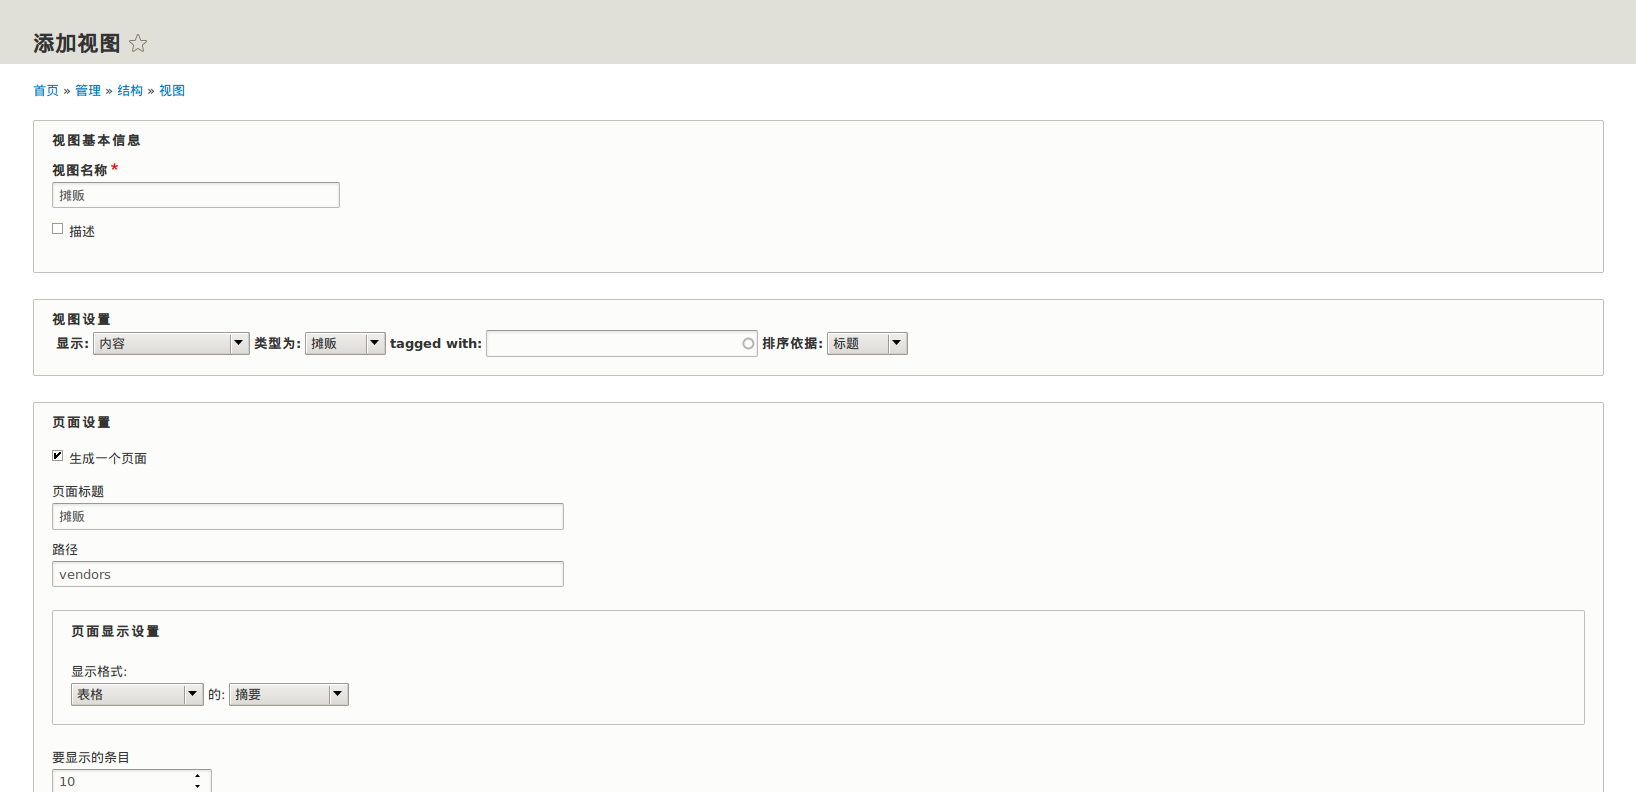 添加视图
首页 » 管理 » 结构 » 视图
视图基本信息
视图名称 *
摊贩
描述
视图设置
显示: 内容 类型为: 摊贩 tagged with: 排序依据: 标题
页面设置
生成一个页面
页面标题
摊贩
路径
vendors
页面显示设置
显示格式:
表格 的: 摘要
要显示的条目
10